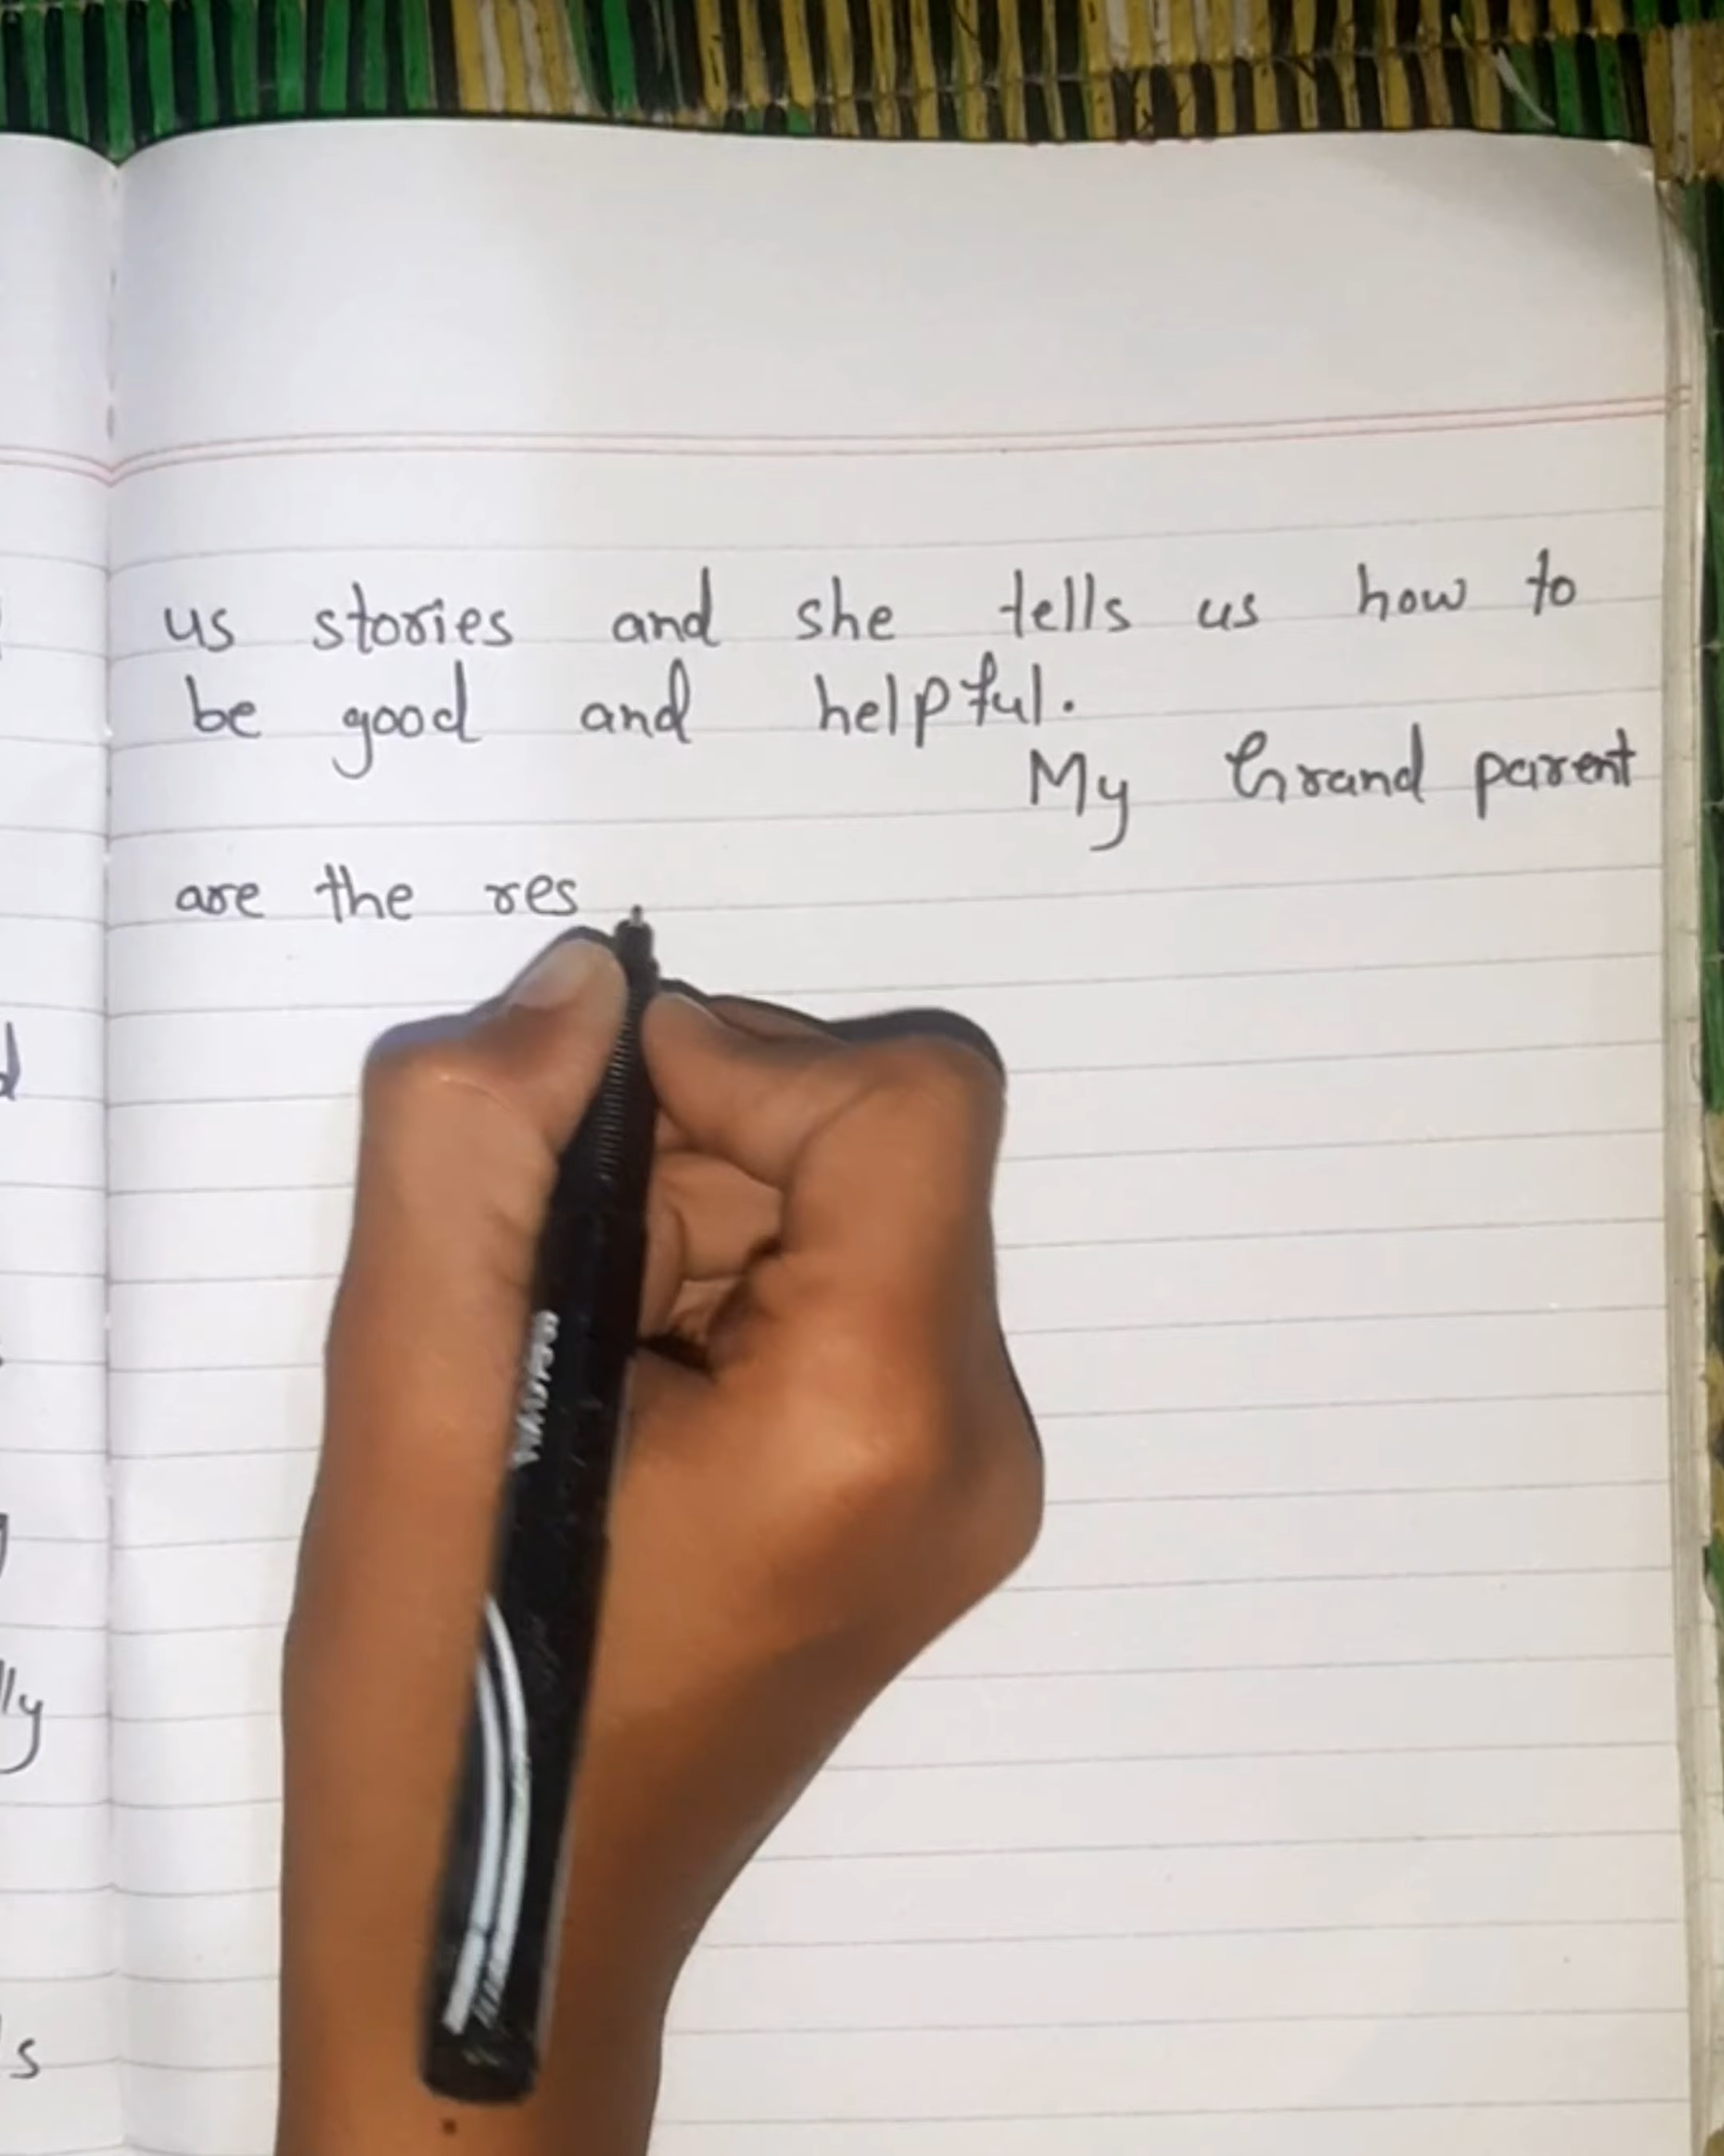 us stories and she tells us how to
be good and helpful.
My Grand parent
are the res